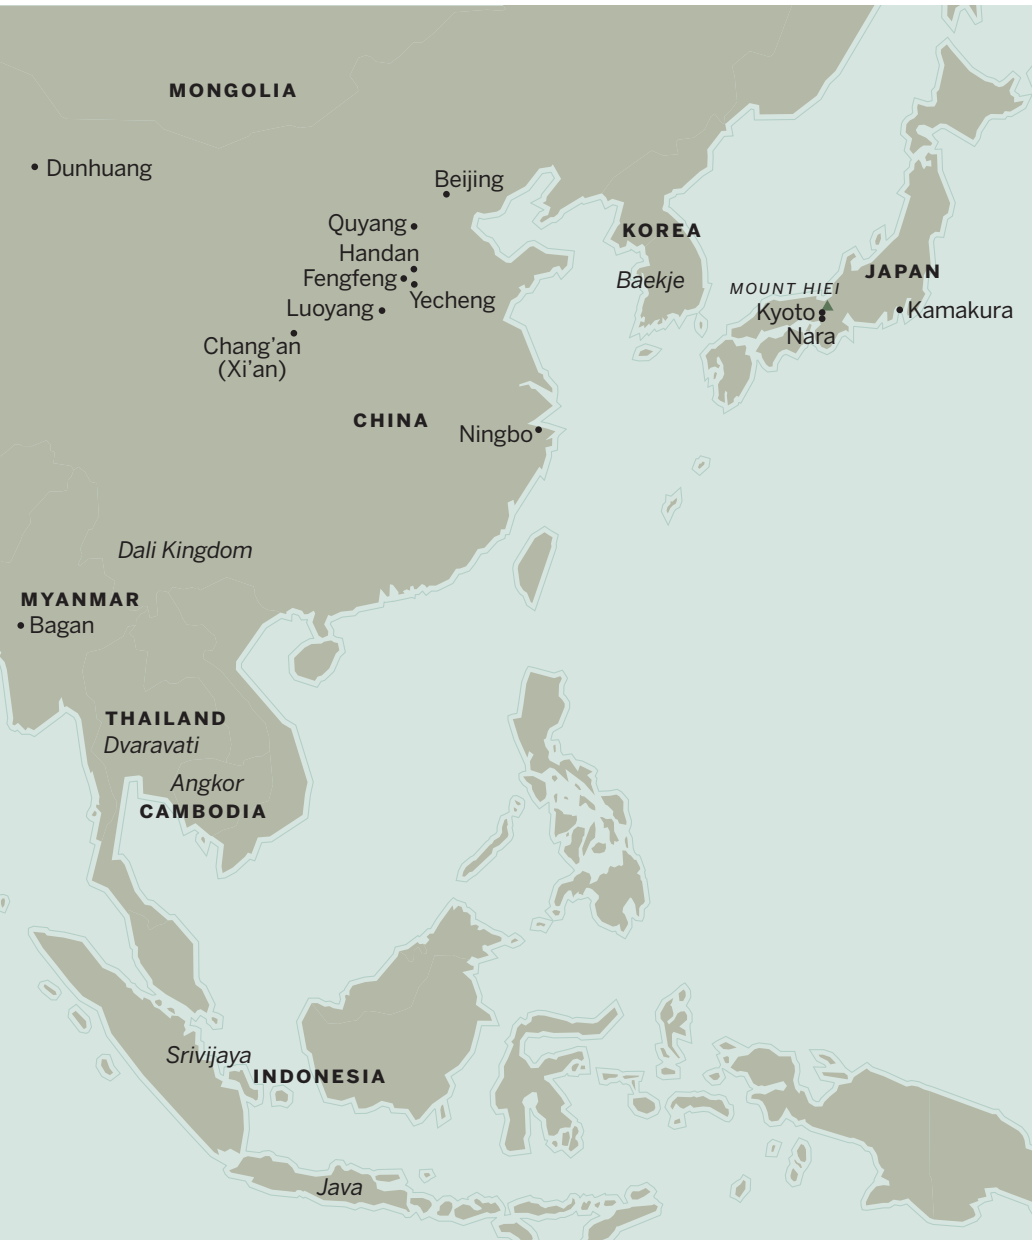 MONGOLIA
Dunhuang
Beijing
Quyang
KOREA
Handan
JAPAN
Fengfeng
Baekje
MOUNT HIEI
Yecheng
Luoyang
Kyoto
Kamakura
Nara
Chang’an
(Xi’an)
CHINA
Ningbo
Dali Kingdom
MYANMAR
Bagan
THAILAND
Dvaravati
Angkor
CAMBODIA
Srivijaya
INDONESIA
Java